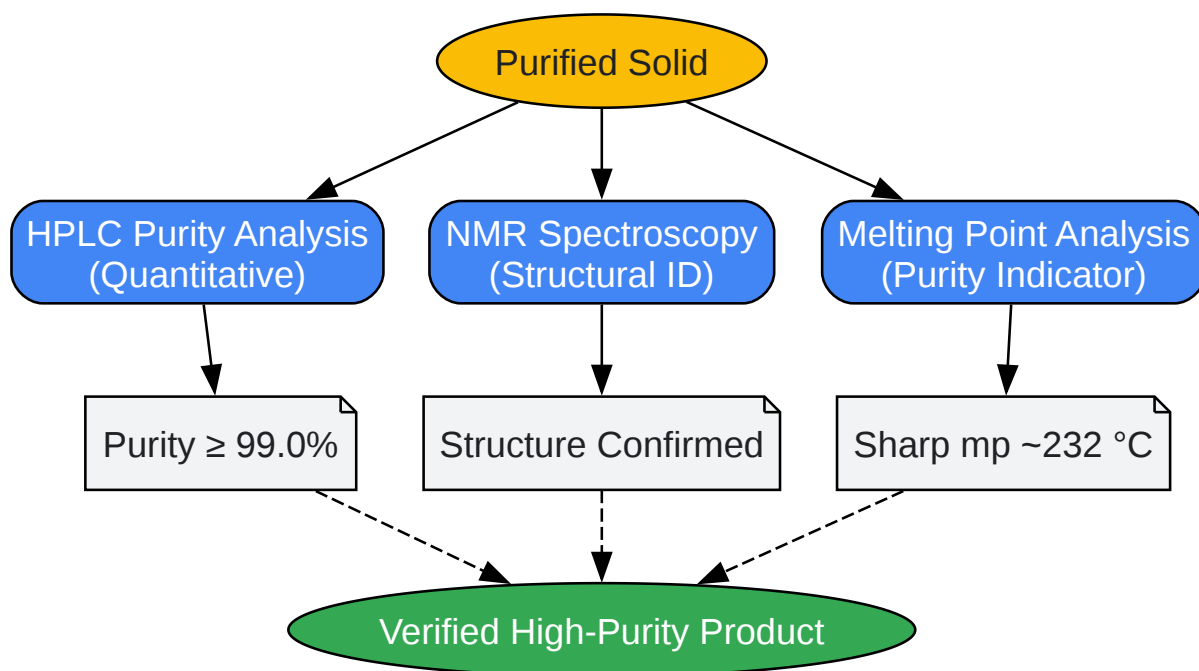 Purified Solid
HPLC Purity Analysis
(Quantitative)
NMR Spectroscopy
(Structural ID)
Melting Point Analysis
(Purity Indicator)
Purity ≥ 99.0%
Structure Confirmed
Sharp mp ~232 °C
Verified High-Purity Product